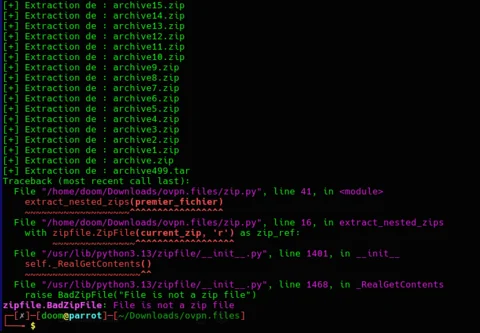 [+] Extraction de : archive15.zip
[+] Extraction de : archive14.zip
[+] Extraction de : archive13.zip
[+] Extraction de : archive12.zip
[+] Extraction de : archive11.zip
[+] Extraction de : archive10.zip
[+] Extraction de : archive9.zip
[+] Extraction de : archive8.zip
[+] Extraction de : archive7.zip
[+] Extraction de : archive6.zip
[+] Extraction de : archive5.zip
[+] Extraction de : archive4.zip
[+] Extraction de : archive3.zip
[+] Extraction de : archive2.zip
[+] Extraction de : archive1.zip
[+] Extraction de : archive.zip
[+] Extraction de : archive499.tar
Traceback (most recent call last):
  File "/home/doom/Downloads/ovpn.files/zip.py", line 41, in <module>
    extract_nested_zips(premier_fichier)
    ~~~~~~~~~~~~~~~~~~~^^^^^^^^^^^^^^^^^
  File "/home/doom/Downloads/ovpn.files/zip.py", line 16, in extract_nested_zips
    with zipfile.ZipFile(current_zip, 'r') as zip_ref:
         ~~~~~~~~~~~~~~~^^^^^^^^^^^^^^^^^^
  File "/usr/lib/python3.13/zipfile/__init__.py", line 1401, in __init__
    self._RealGetContents()
    ~~~~~~~~~~~~~~~~~~~~~^^
  File "/usr/lib/python3.13/zipfile/__init__.py", line 1468, in _RealGetContents
    raise BadZipFile("File is not a zip file")
zipfile.BadZipFile: File is not a zip file
┌─[✗]─[doom@parrot]─[~/Downloads/ovpn.files]
└──╼ $